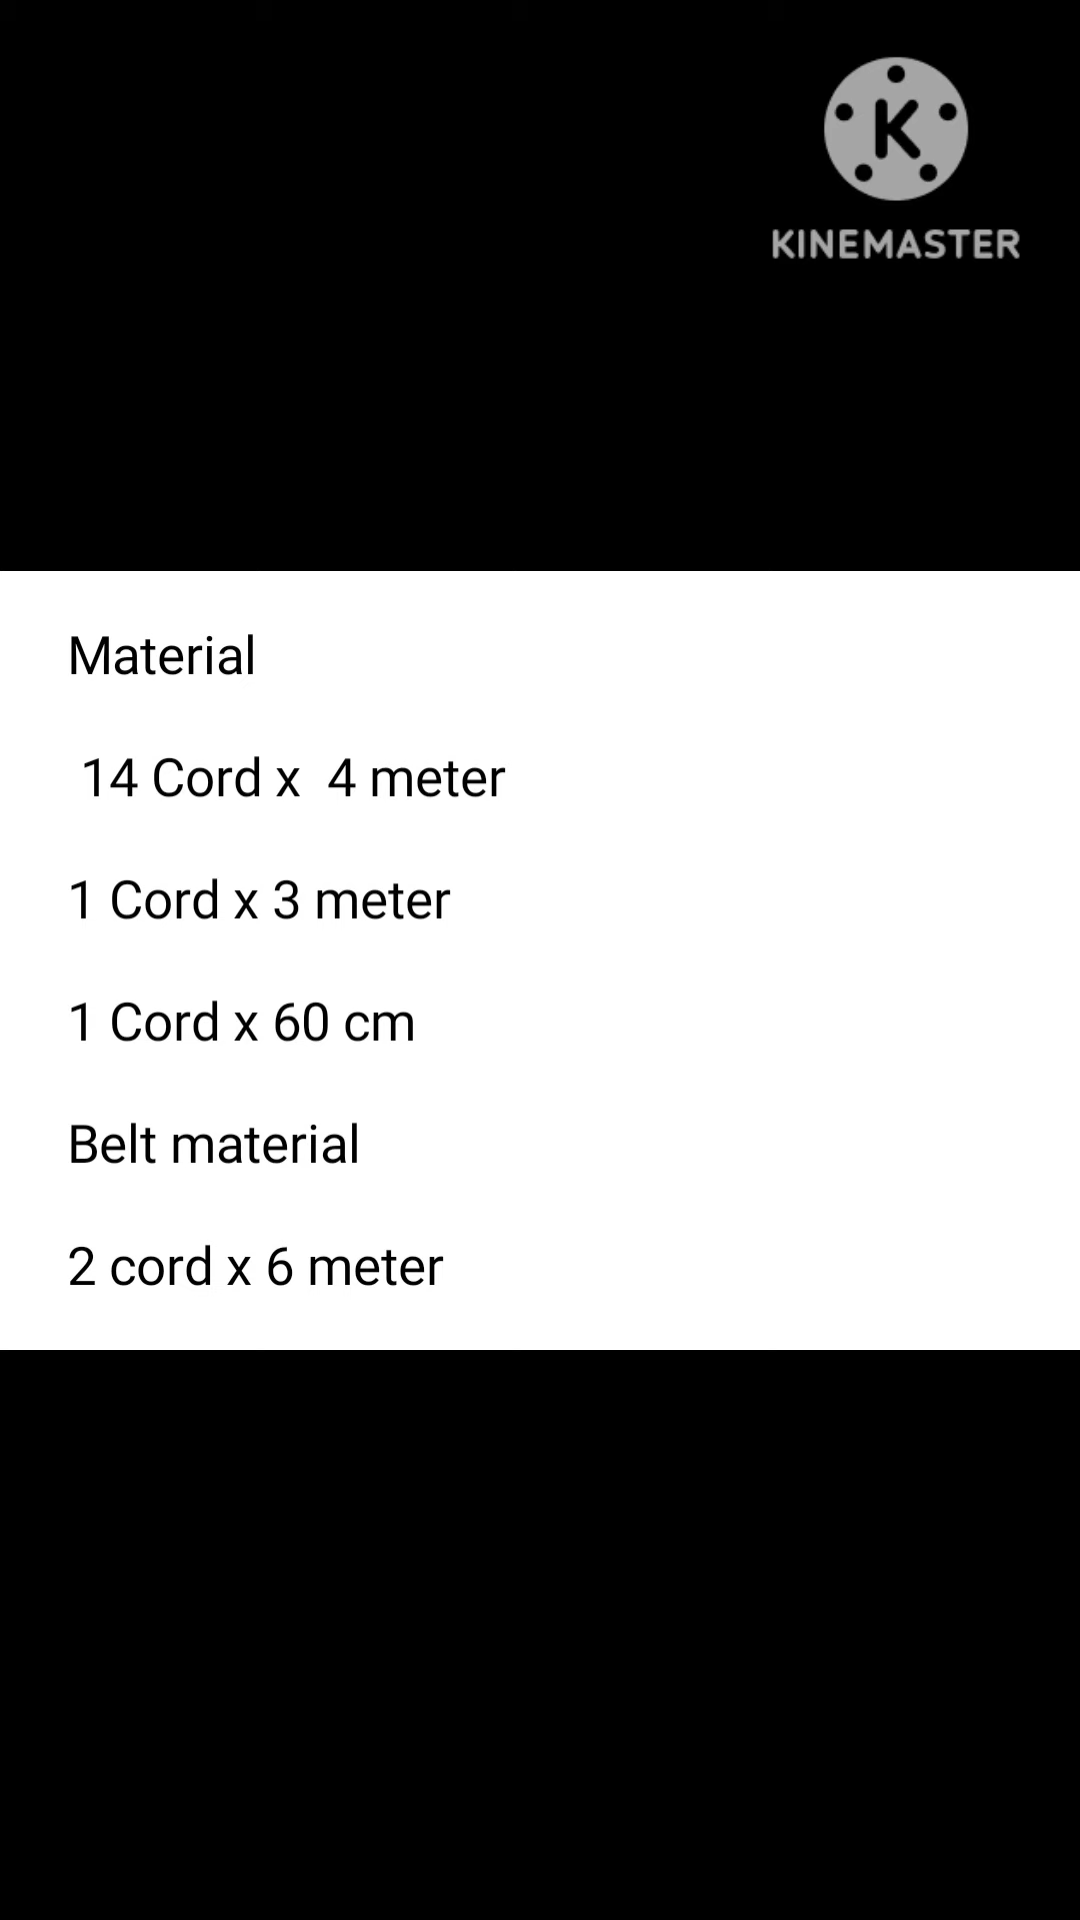 K
KINEMASTER
Material
14 Cord x 4 meter
1 Cord x 3 meter
1 Cord x 60 cm
Belt material
2 cord x 6 meter